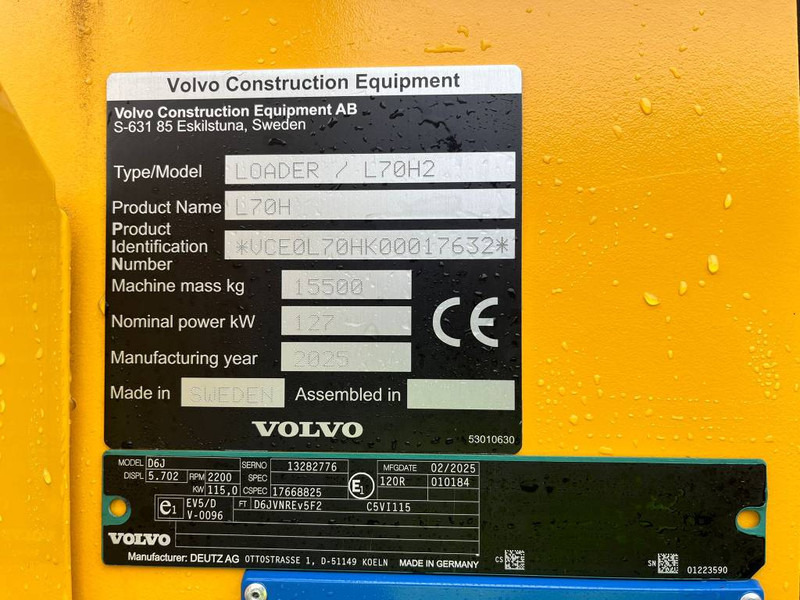 Volvo Construction Equipment
Volvo Construction Equipment AB
S-631 85 Eskilstuna, Sweden
Type/Model LOADER / L70H2
Product Name L70H
Product
Identification *VCE0L70HK00017632*
Number
Machine mass kg 15500
Nominal power kW 127
CE
Manufacturing year 2025
Made in SWEDEN Assembled in
VOLVO
53010630
MODEL D6J SERNO 13282776 MFGDATE 02/2025
DISPL 5.702 RPM 2200 SPEC E1 120R 010184
KW 115,0 CSPEC 17668825
e1 EV5/D FT D6JVNREv5F2 C5VI115
V-0096
VOLVO
Manufacturer: DEUTZ AG OTTOSTRASSE 1, D-51149 KOELN MADE IN GERMANY CS SN 01223590